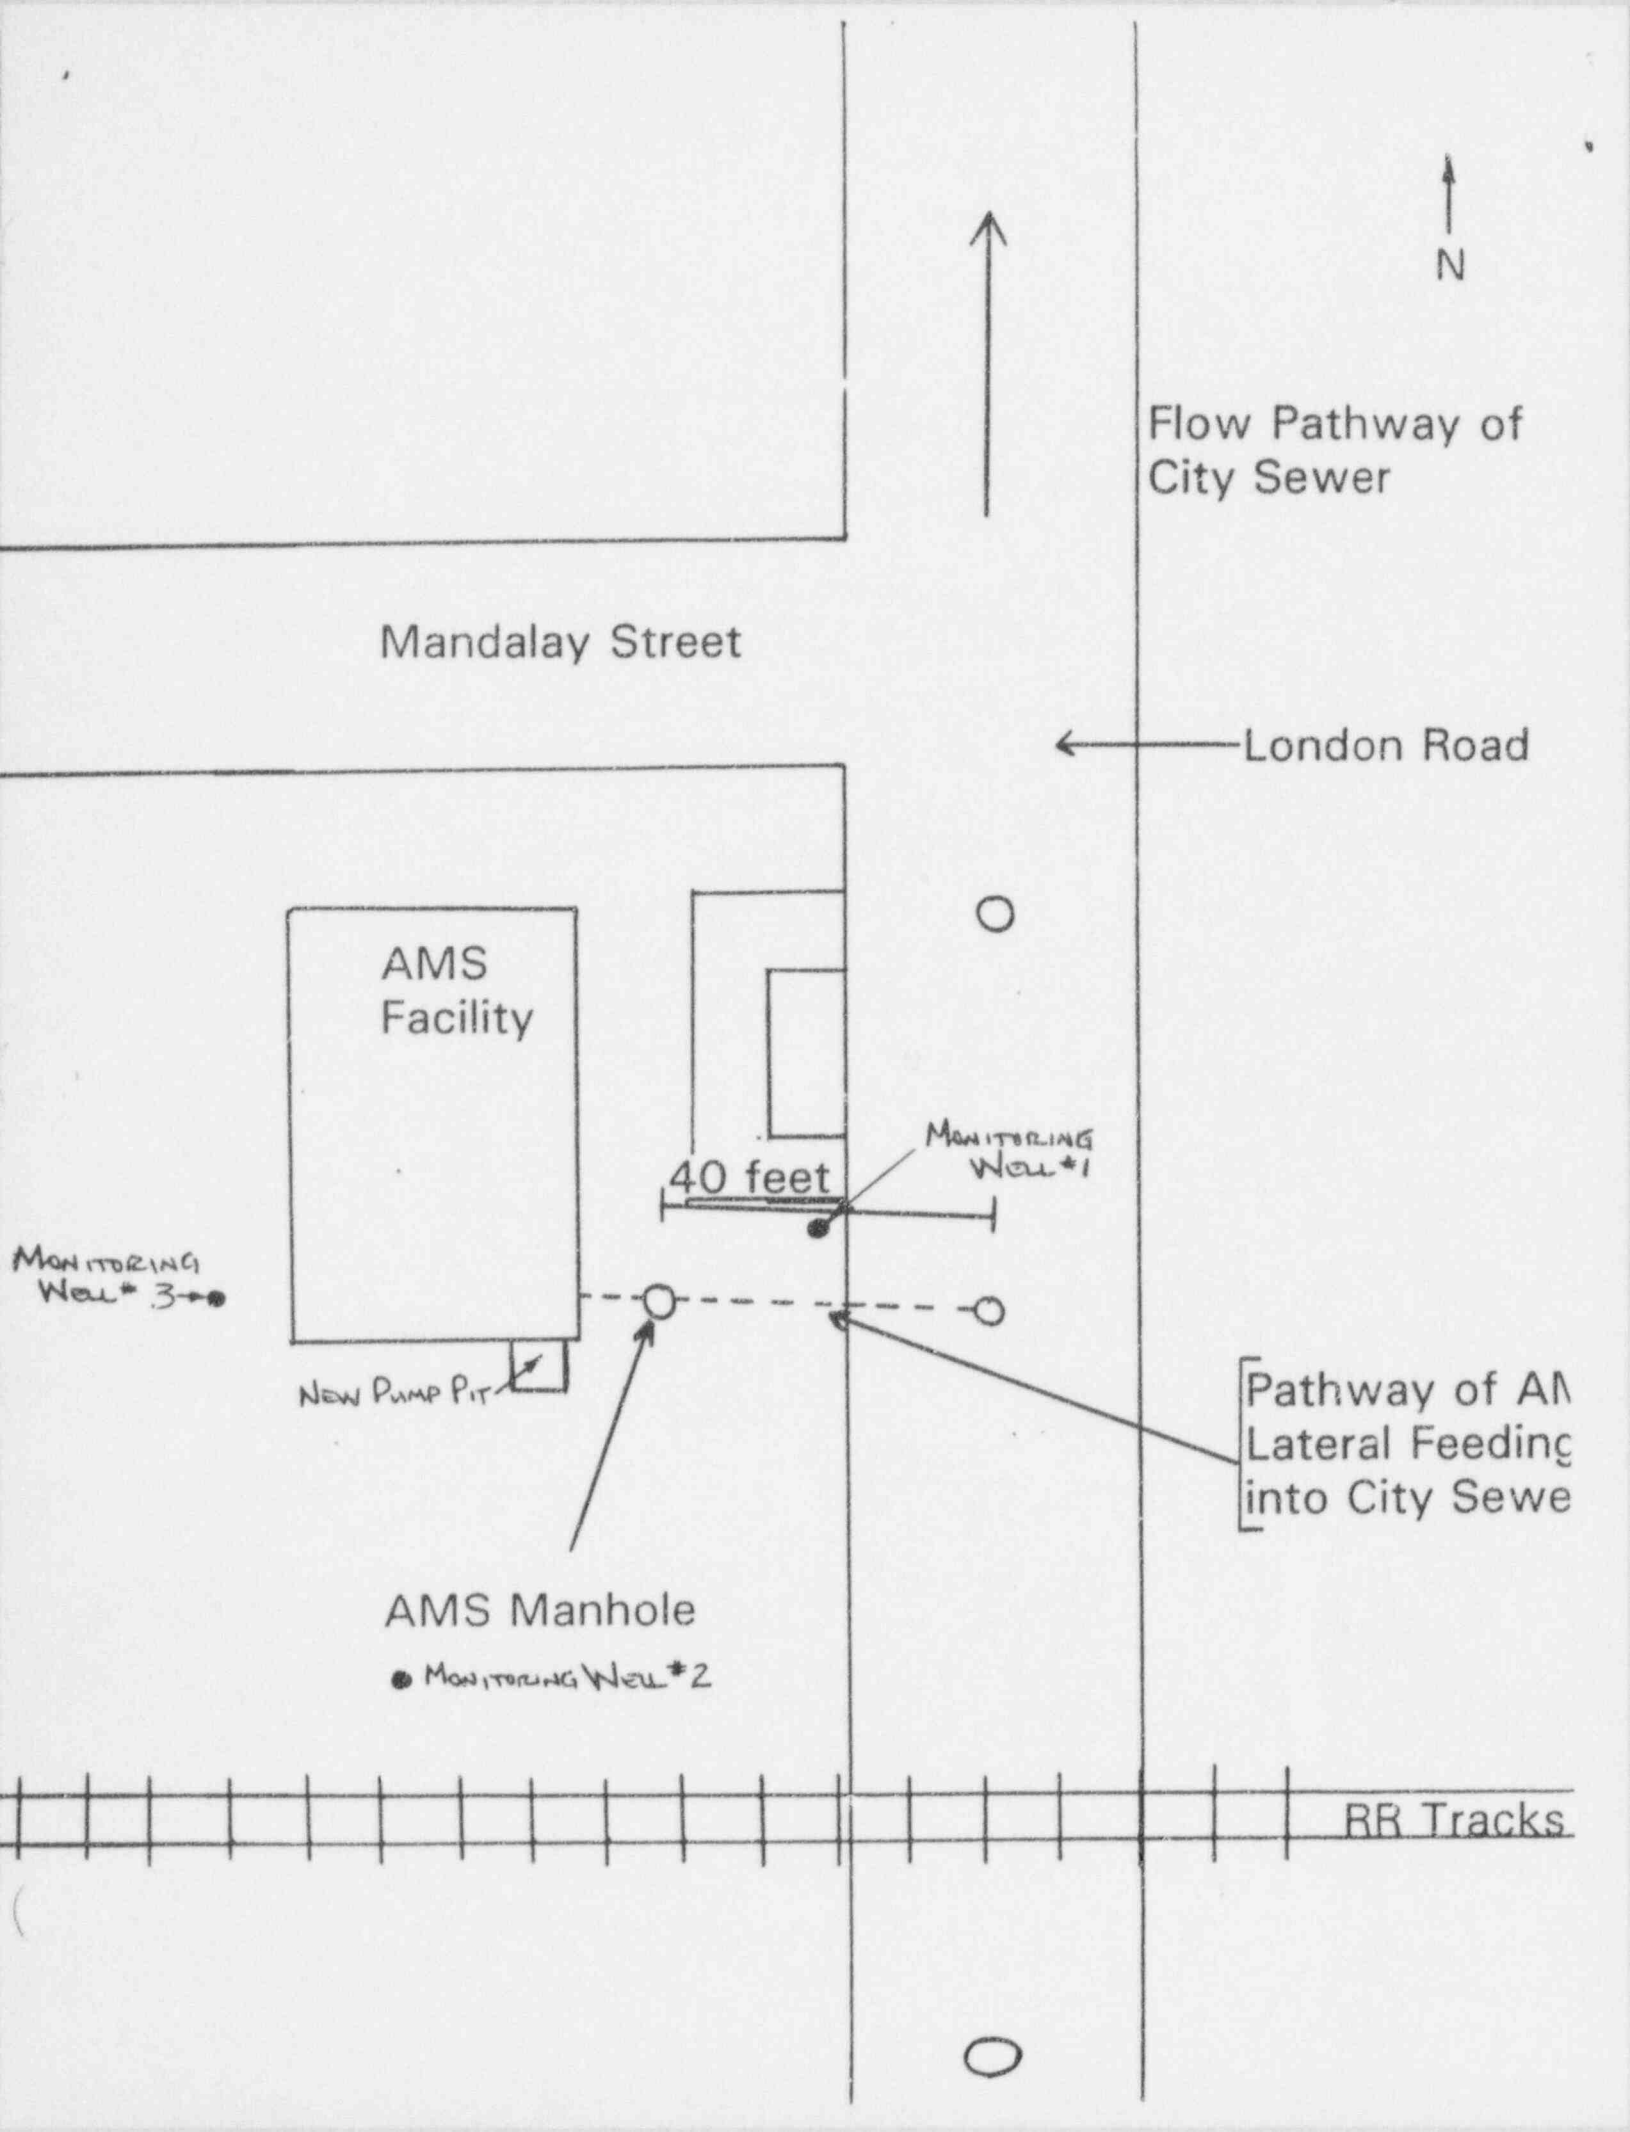 N
Flow Pathway of
City Sewer
Mandalay Street
London Road
AMS
Facility
MONITORING
WELL #1
40 feet
MONITORING
WELL # 3
NEW PUMP PIT
Pathway of AM
Lateral Feeding
into City Sewe
AMS Manhole
MONITORING WELL #2
RR Tracks